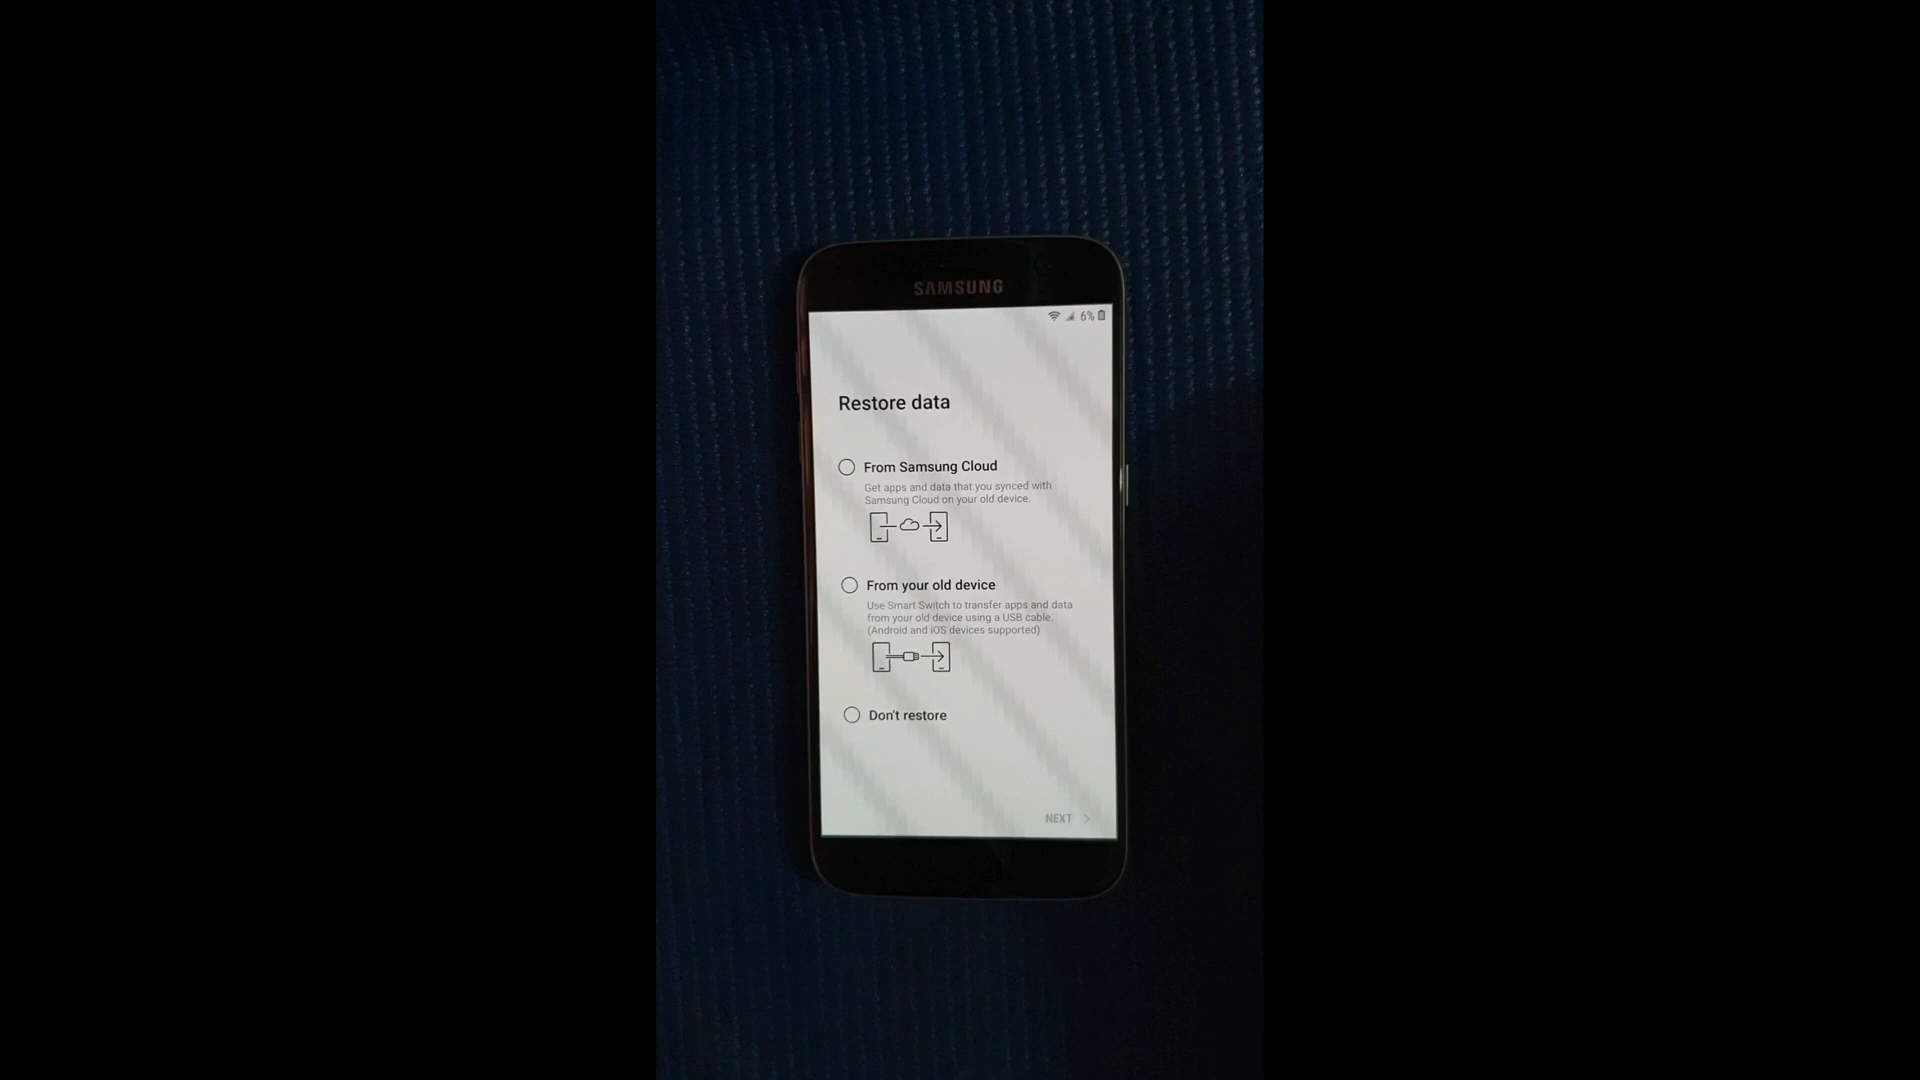 SAMSUNG
6%
Restore data
From Samsung Cloud
Get apps and data that you synced with
Samsung Cloud on your old device.
From your old device
Use Smart Switch to transfer apps and data
from your old device using a USB cable.
(Android and iOS devices supported)
Don't restore
NEXT